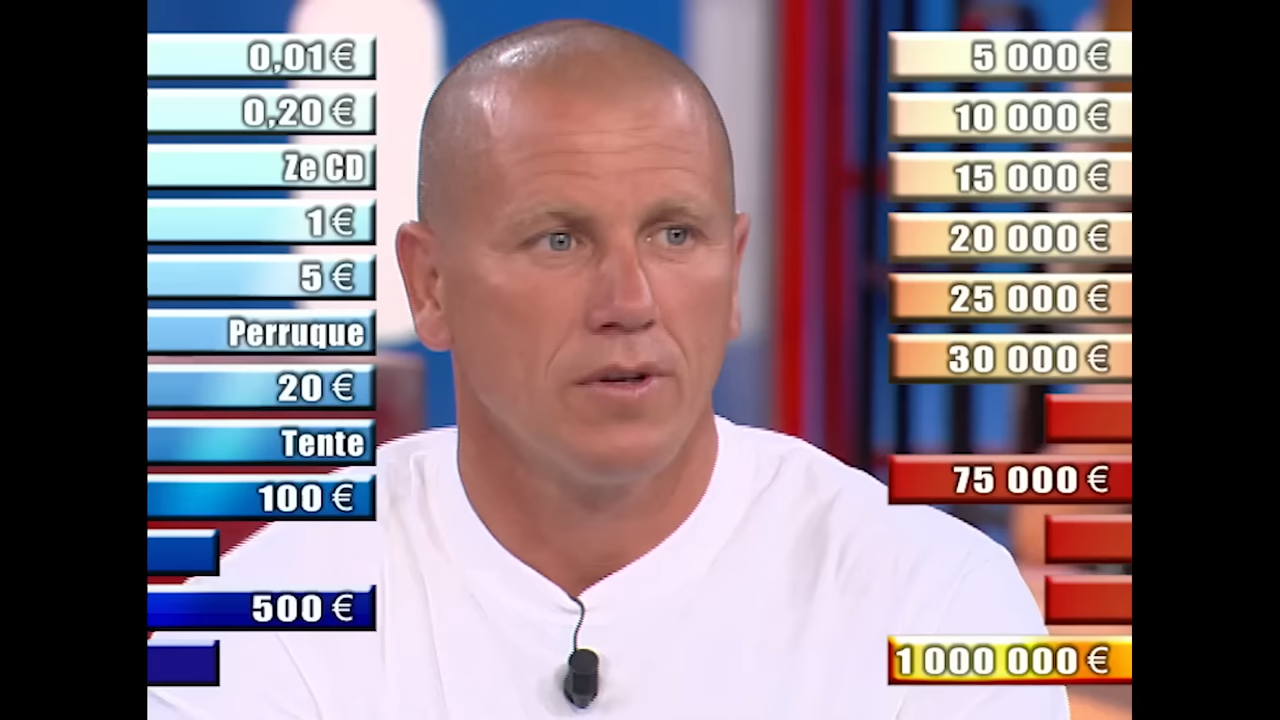 0,01 €
0,20 €
Ze CD
1 €
5 €
Perruque
20 €
Tente
100 €
500 €
5 000 €
10 000 €
15 000 €
20 000 €
25 000 €
30 000 €
75 000 €
1 000 000 €